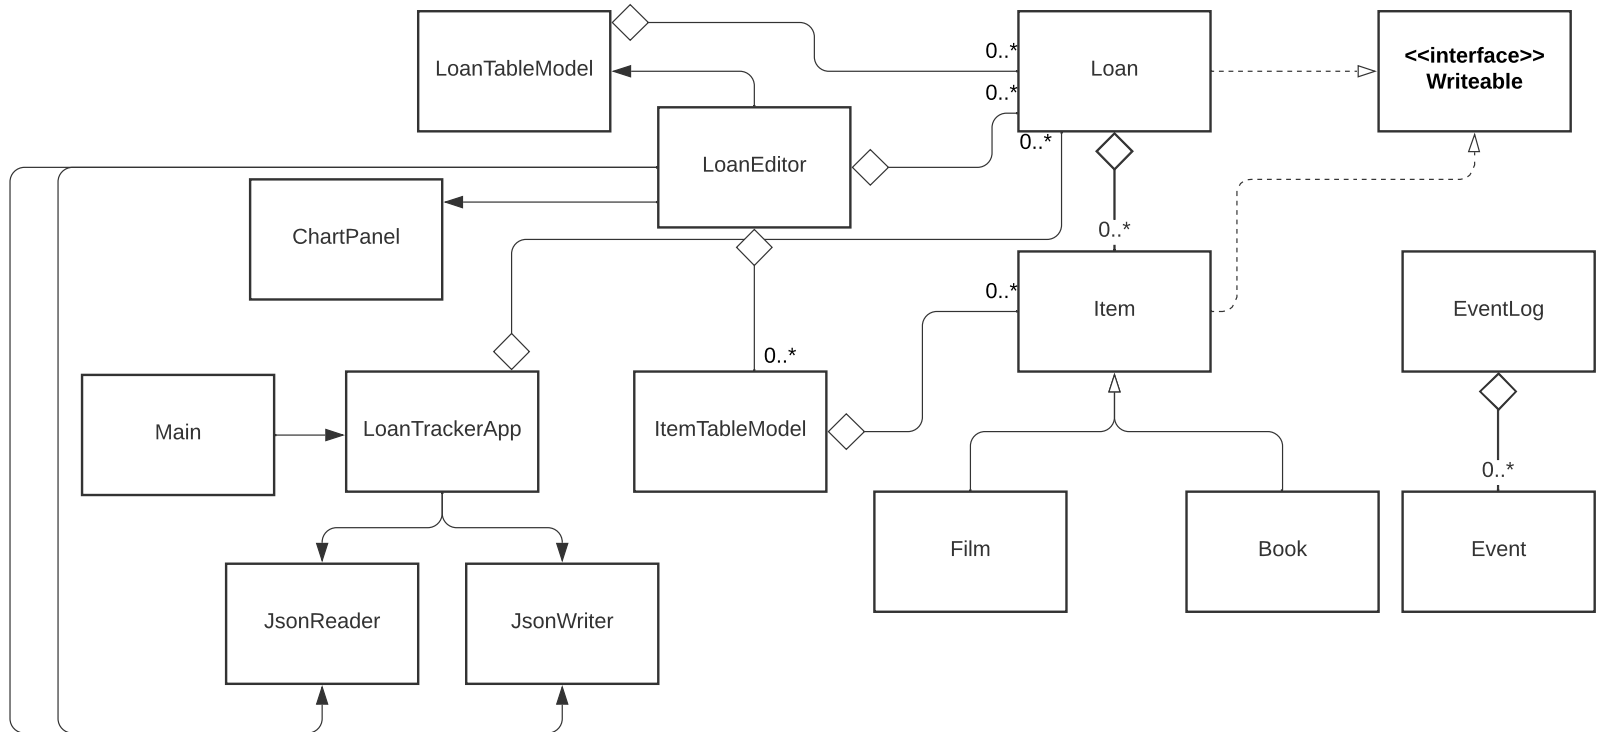 LoanTableModel
0..*
Loan
<<interface>>
Writeable
0..*
0..*
LoanEditor
ChartPanel
0..*
0..*
Item
EventLog
0..*
Main
LoanTrackerApp
ItemTableModel
0..*
Film
Book
Event
JsonReader
JsonWriter